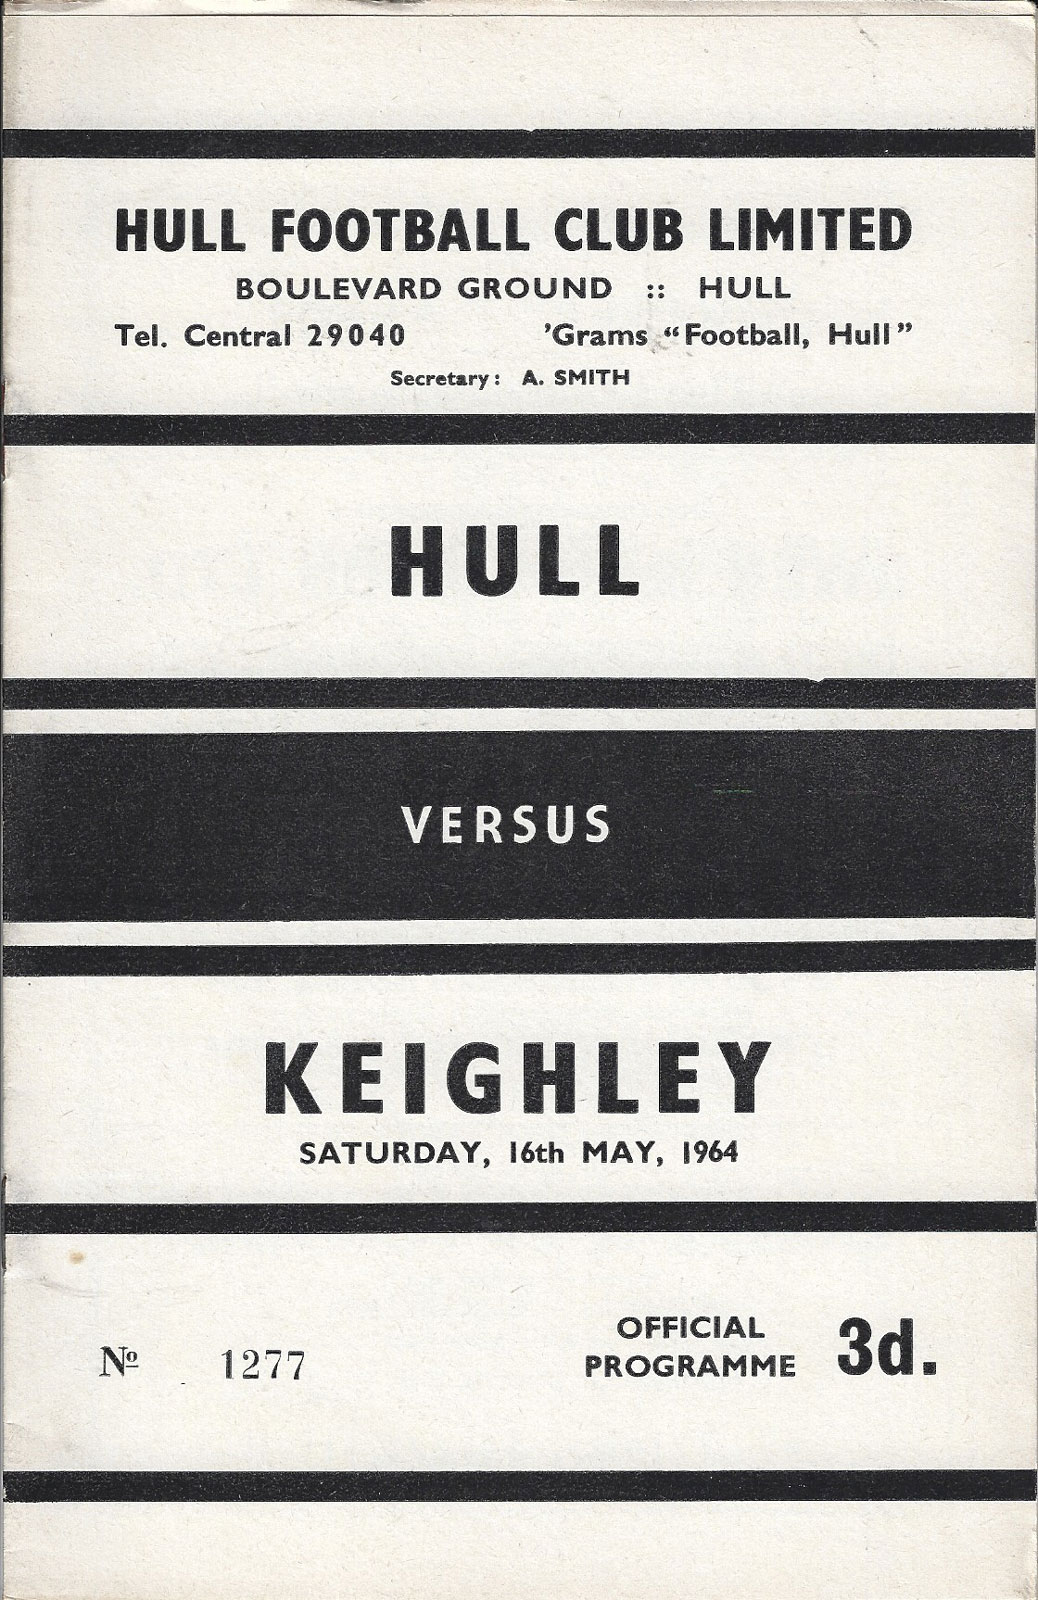 HULL FOOTBALL CLUB LIMITED
BOULEVARD GROUND :: HULL
Tel. Central 29040 'Grams "Football, Hull"
Secretary: A. SMITH
HULL
VERSUS
KEIGHLEY
SATURDAY, 16th MAY, 1964
OFFICIAL
PROGRAMME 3d.
Nº 1277